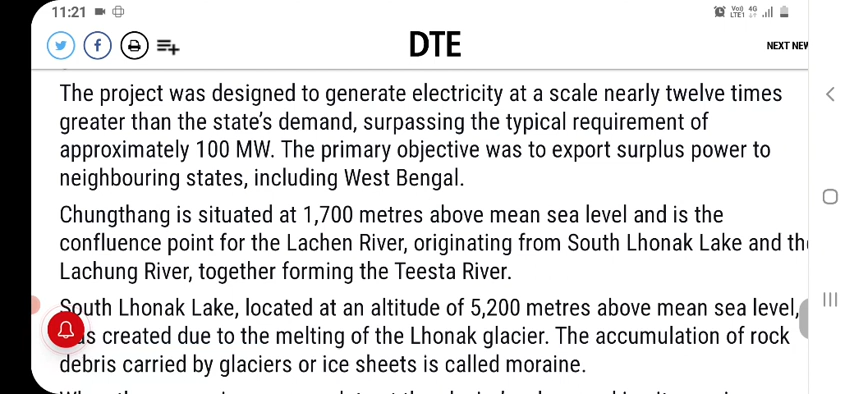 11:21
Vo)) 4G
LTE1
DTE
NEXT NEW
The project was designed to generate electricity at a scale nearly twelve times
greater than the state’s demand, surpassing the typical requirement of
approximately 100 MW. The primary objective was to export surplus power to
neighbouring states, including West Bengal.
Chungthang is situated at 1,700 metres above mean sea level and is the
confluence point for the Lachen River, originating from South Lhonak Lake and the
Lachung River, together forming the Teesta River.
South Lhonak Lake, located at an altitude of 5,200 metres above mean sea level,
created due to the melting of the Lhonak glacier. The accumulation of rock
debris carried by glaciers or ice sheets is called moraine.